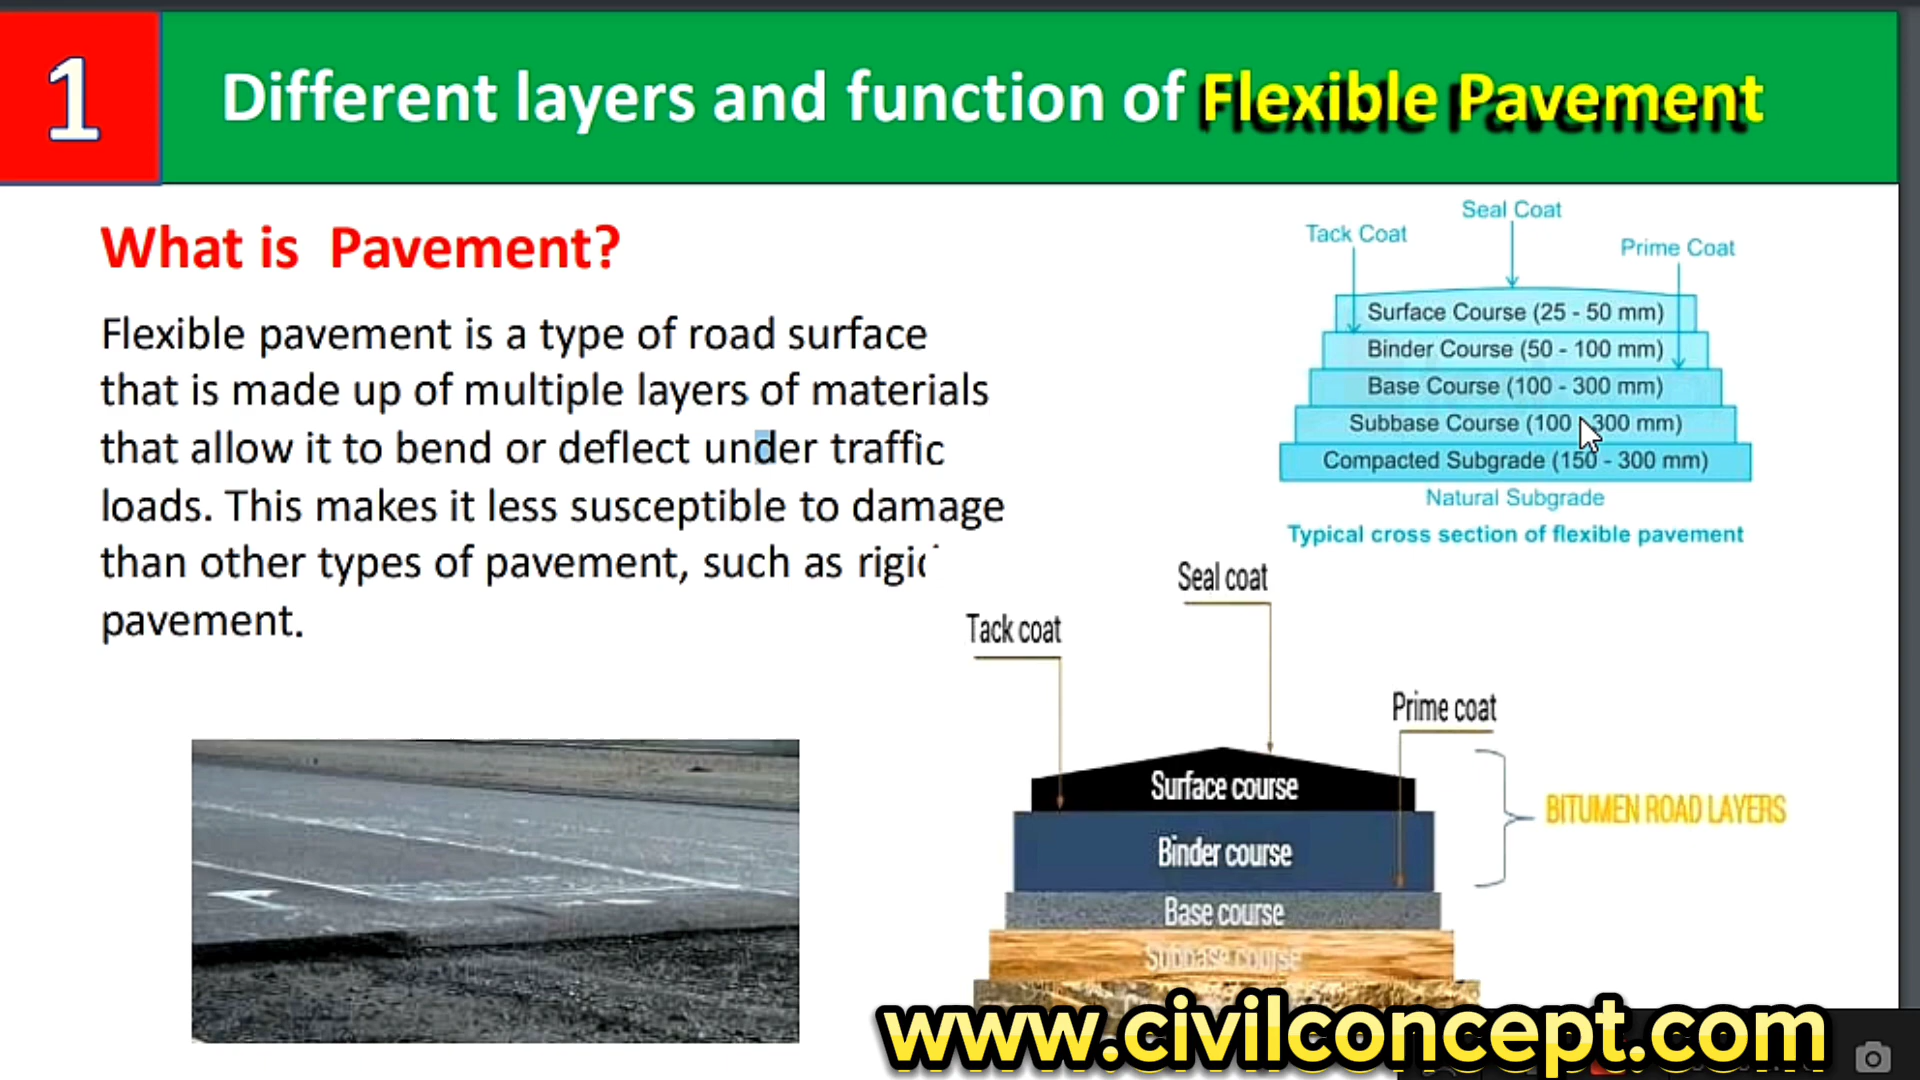 1
Different layers and function of Flexible Pavement
What is Pavement?
Flexible pavement is a type of road surface
that is made up of multiple layers of materials
that allow it to bend or deflect under traffic
loads. This makes it less susceptible to damage
than other types of pavement, such as rigid
pavement.
Seal Coat
Tack Coat
Prime Coat
Surface Course (25 - 50 mm)
Binder Course (50 - 100 mm)
Base Course (100 - 300 mm)
Subbase Course (100 - 300 mm)
Compacted Subgrade (150 - 300 mm)
Natural Subgrade
Typical cross section of flexible pavement
Seal coat
Tack coat
Prime coat
Surface course
Binder course
Base course
Subbase course
BITUMEN ROAD LAYERS
www.civilconcept.com